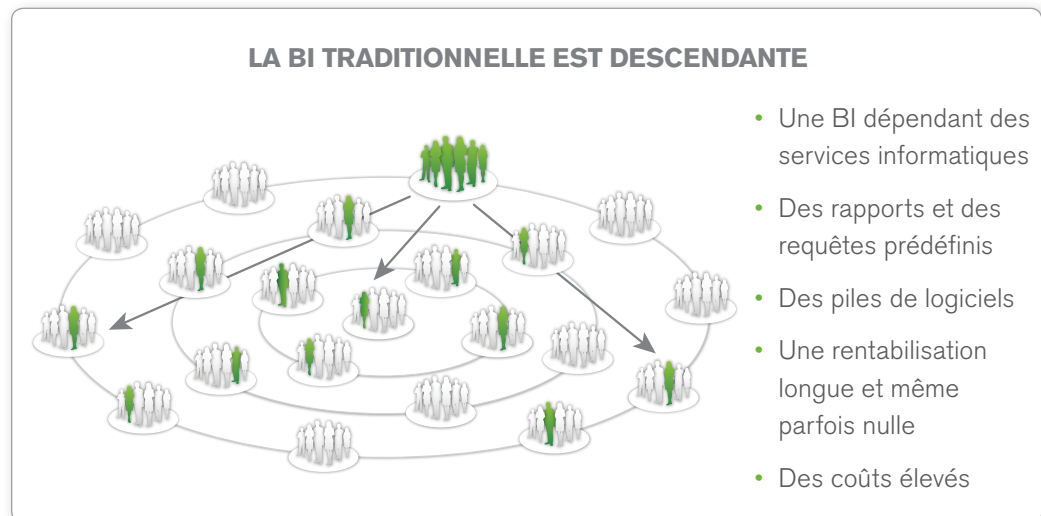 LA BI TRADITIONNELLE EST DESCENDANTE
• Une BI dépendant des
services informatiques
• Des rapports et des
requêtes prédéfinis
• Des piles de logiciels
• Une rentabilisation
longue et même
parfois nulle
• Des coûts élevés